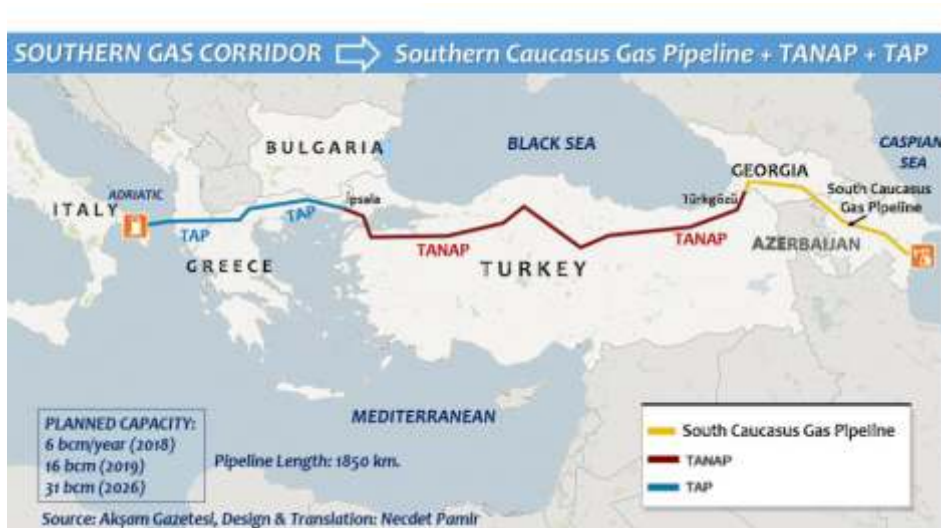 SOUTHERN GAS CORRIDOR
Southern Caucasus Gas Pipeline + TANAP + TAP
BULGARIA
BLACK SEA
CASPIAN
SEA
GEORGIA
ADRIATIC
İpsala
Türkgözü
South Caucasus
Gas Pipeline
ITALY
TAP
TAP
TANAP
TANAP
AZERBAIJAN
GREECE
TURKEY
MEDITERRANEAN
PLANNED CAPACITY:
6 bcm/year (2018)
16 bcm (2019)
31 bcm (2026)
Pipeline Length: 1850 km.
South Caucasus Gas Pipeline
TANAP
TAP
Source: Akşam Gazetesi, Design & Translation: Necdet Pamir